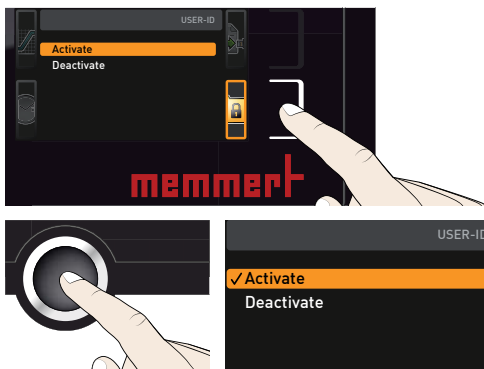 USER-ID
Activate
Deactivate
memmert
USER-ID
✓Activate
Deactivate